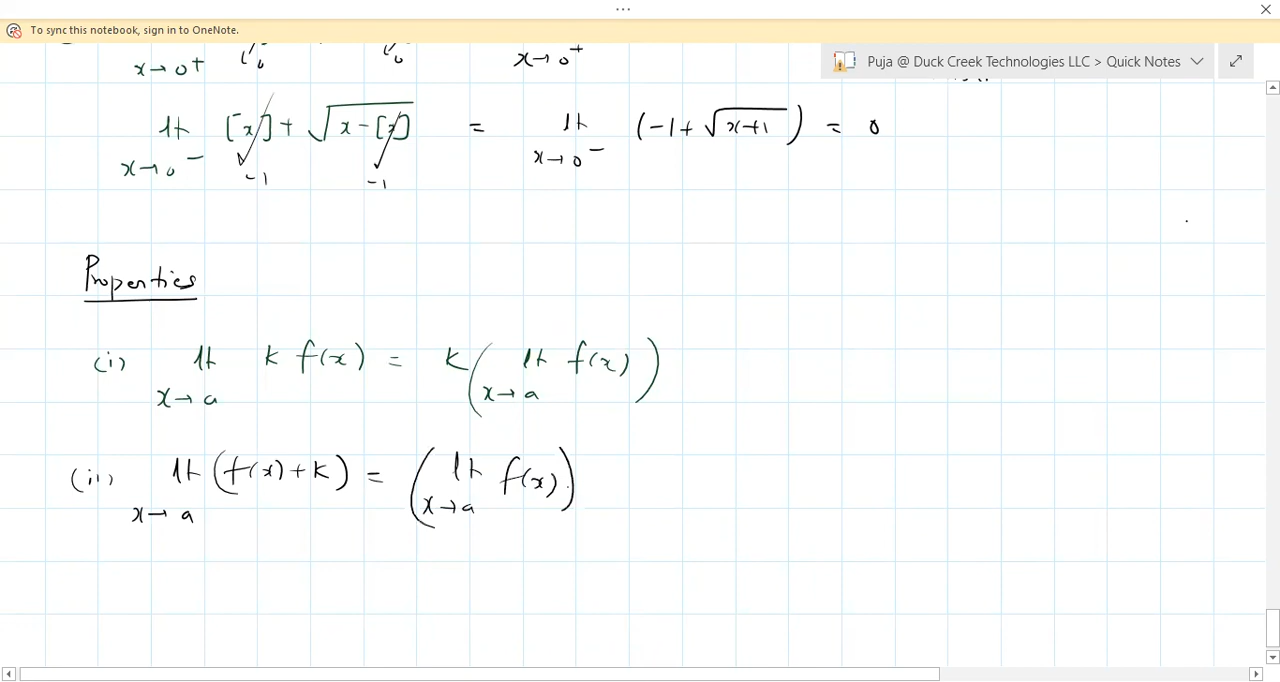 ...
To sync this notebook, sign in to OneNote.
Puja @ Duck Creek Technologies LLC > Quick Notes
x→0+ x→0+
lt [x] + √(x-[x]) = lt (-1+√(x+1)) = 0
x→0- -1 -1 x→0-
Properties
(i) lt k f(x) = k( lt f(x) )
x→a x→a
(ii) lt (f(x)+k) = ( lt f(x) )
x→a x→a